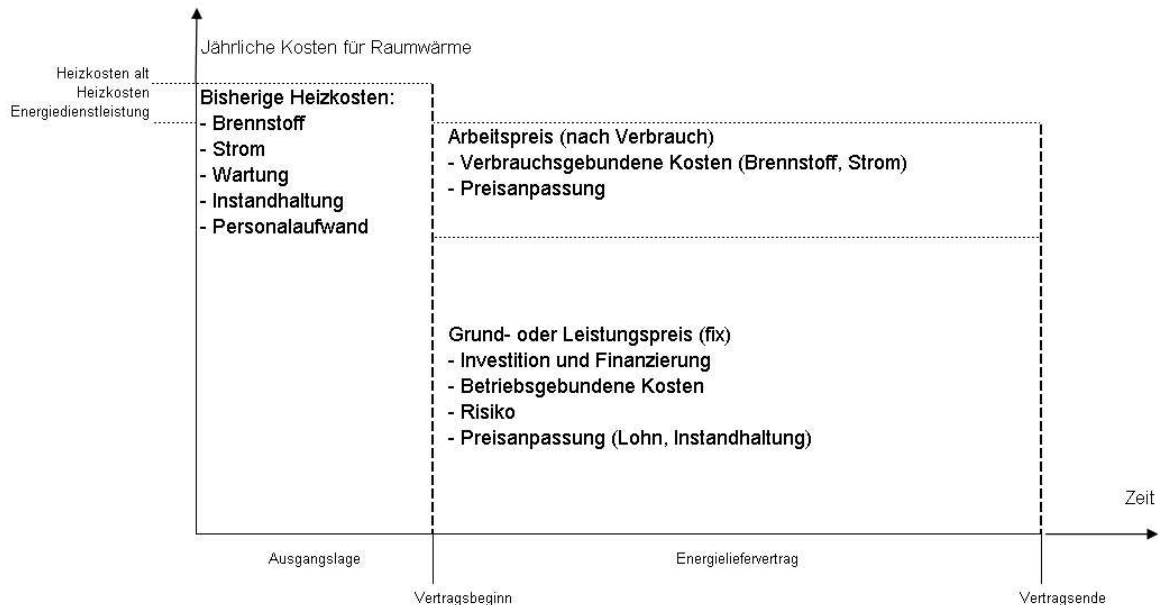 Jährliche Kosten für Raumwärme
Heizkosten alt
Heizkosten
Energiedienstleistung
Bisherige Heizkosten:
- Brennstoff
- Strom
- Wartung
- Instandhaltung
- Personalaufwand
Arbeitspreis (nach Verbrauch)
- Verbrauchsgebundene Kosten (Brennstoff, Strom)
- Preisanpassung
Grund- oder Leistungspreis (fix)
- Investition und Finanzierung
- Betriebsgebundene Kosten
- Risiko
- Preisanpassung (Lohn, Instandhaltung)
Zeit
Ausgangslage
Energieliefervertrag
Vertragsbeginn
Vertragsende